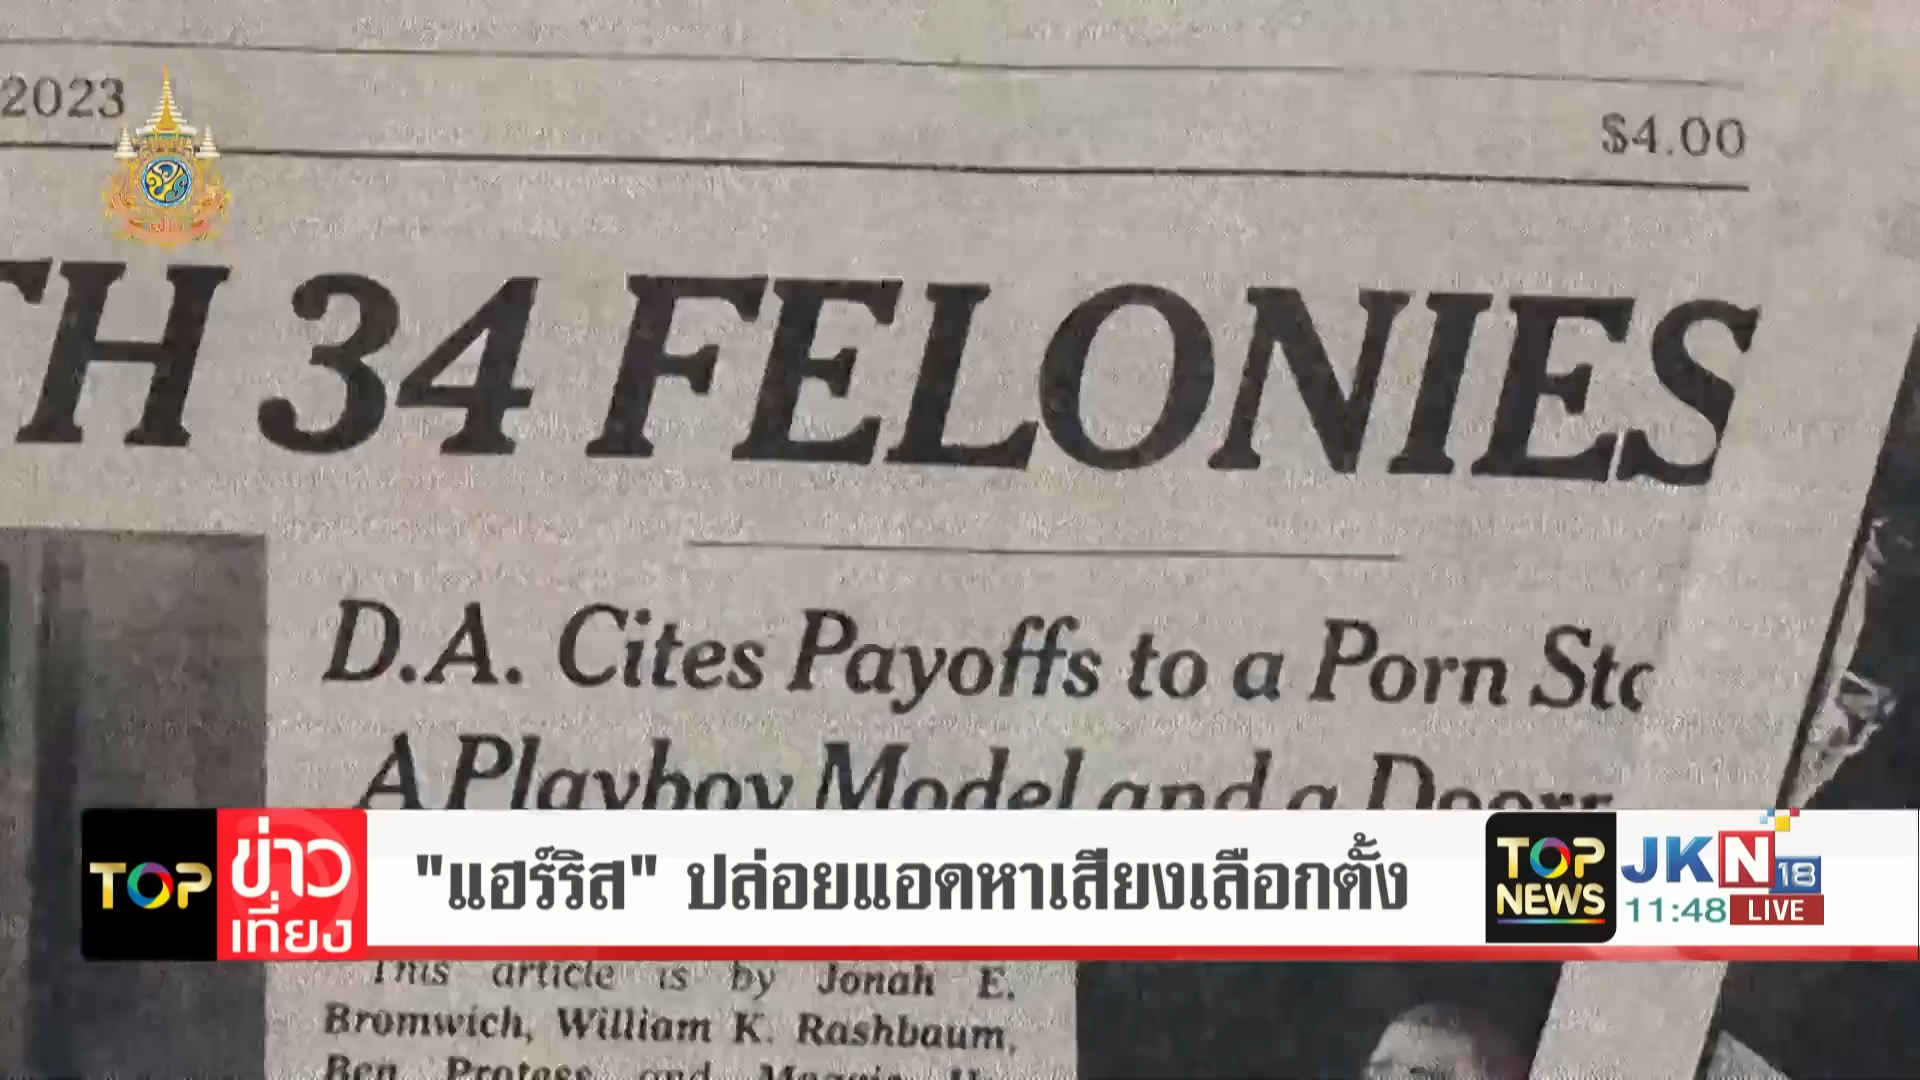 2023
$4.00
TH 34 FELONIES
D.A. Cites Payoffs to a Porn
A Playboy Model and a
TOP ข่าวเที่ยง
"แฮร์ริส" ปล่อยแอดหาเสียงเลือกตั้ง
TOP NEWS
JKN 18
11:48 LIVE
This article is by Jonah E.
Bromwich, William K. Rashbaum,
Ben Protess and